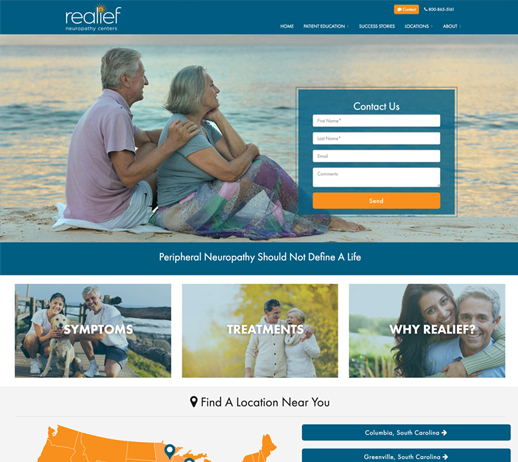 realief
neuropathy centers
Contact
800-845-5161
HOME
PATIENT EDUCATION
SUCCESS STORIES
LOCATIONS
ABOUT
Contact Us
First Name*
Last Name*
Email
Comments
Send
Peripheral Neuropathy Should Not Define A Life
SYMPTOMS
TREATMENTS
WHY REALIEF?
Find A Location Near You
Columbia, South Carolina
Greenville, South Carolina